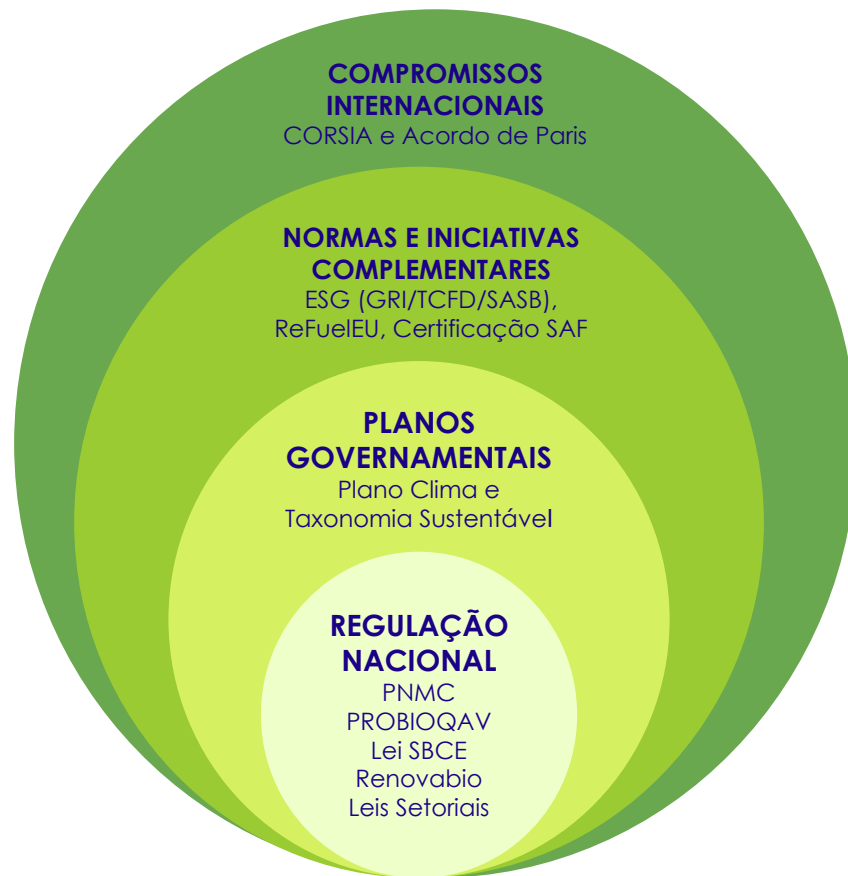 COMPROMISSOS
INTERNACIONAIS
CORSIA e Acordo de Paris
NORMAS E INICIATIVAS
COMPLEMENTARES
ESG (GRI/TCFD/SASB),
ReFuelEU, Certificação SAF
PLANOS
GOVERNAMENTAIS
Plano Clima e
Taxonomia Sustentável
REGULAÇÃO
NACIONAL
PNMC
PROBIOQAV
Lei SBCE
Renovabio
Leis Setoriais